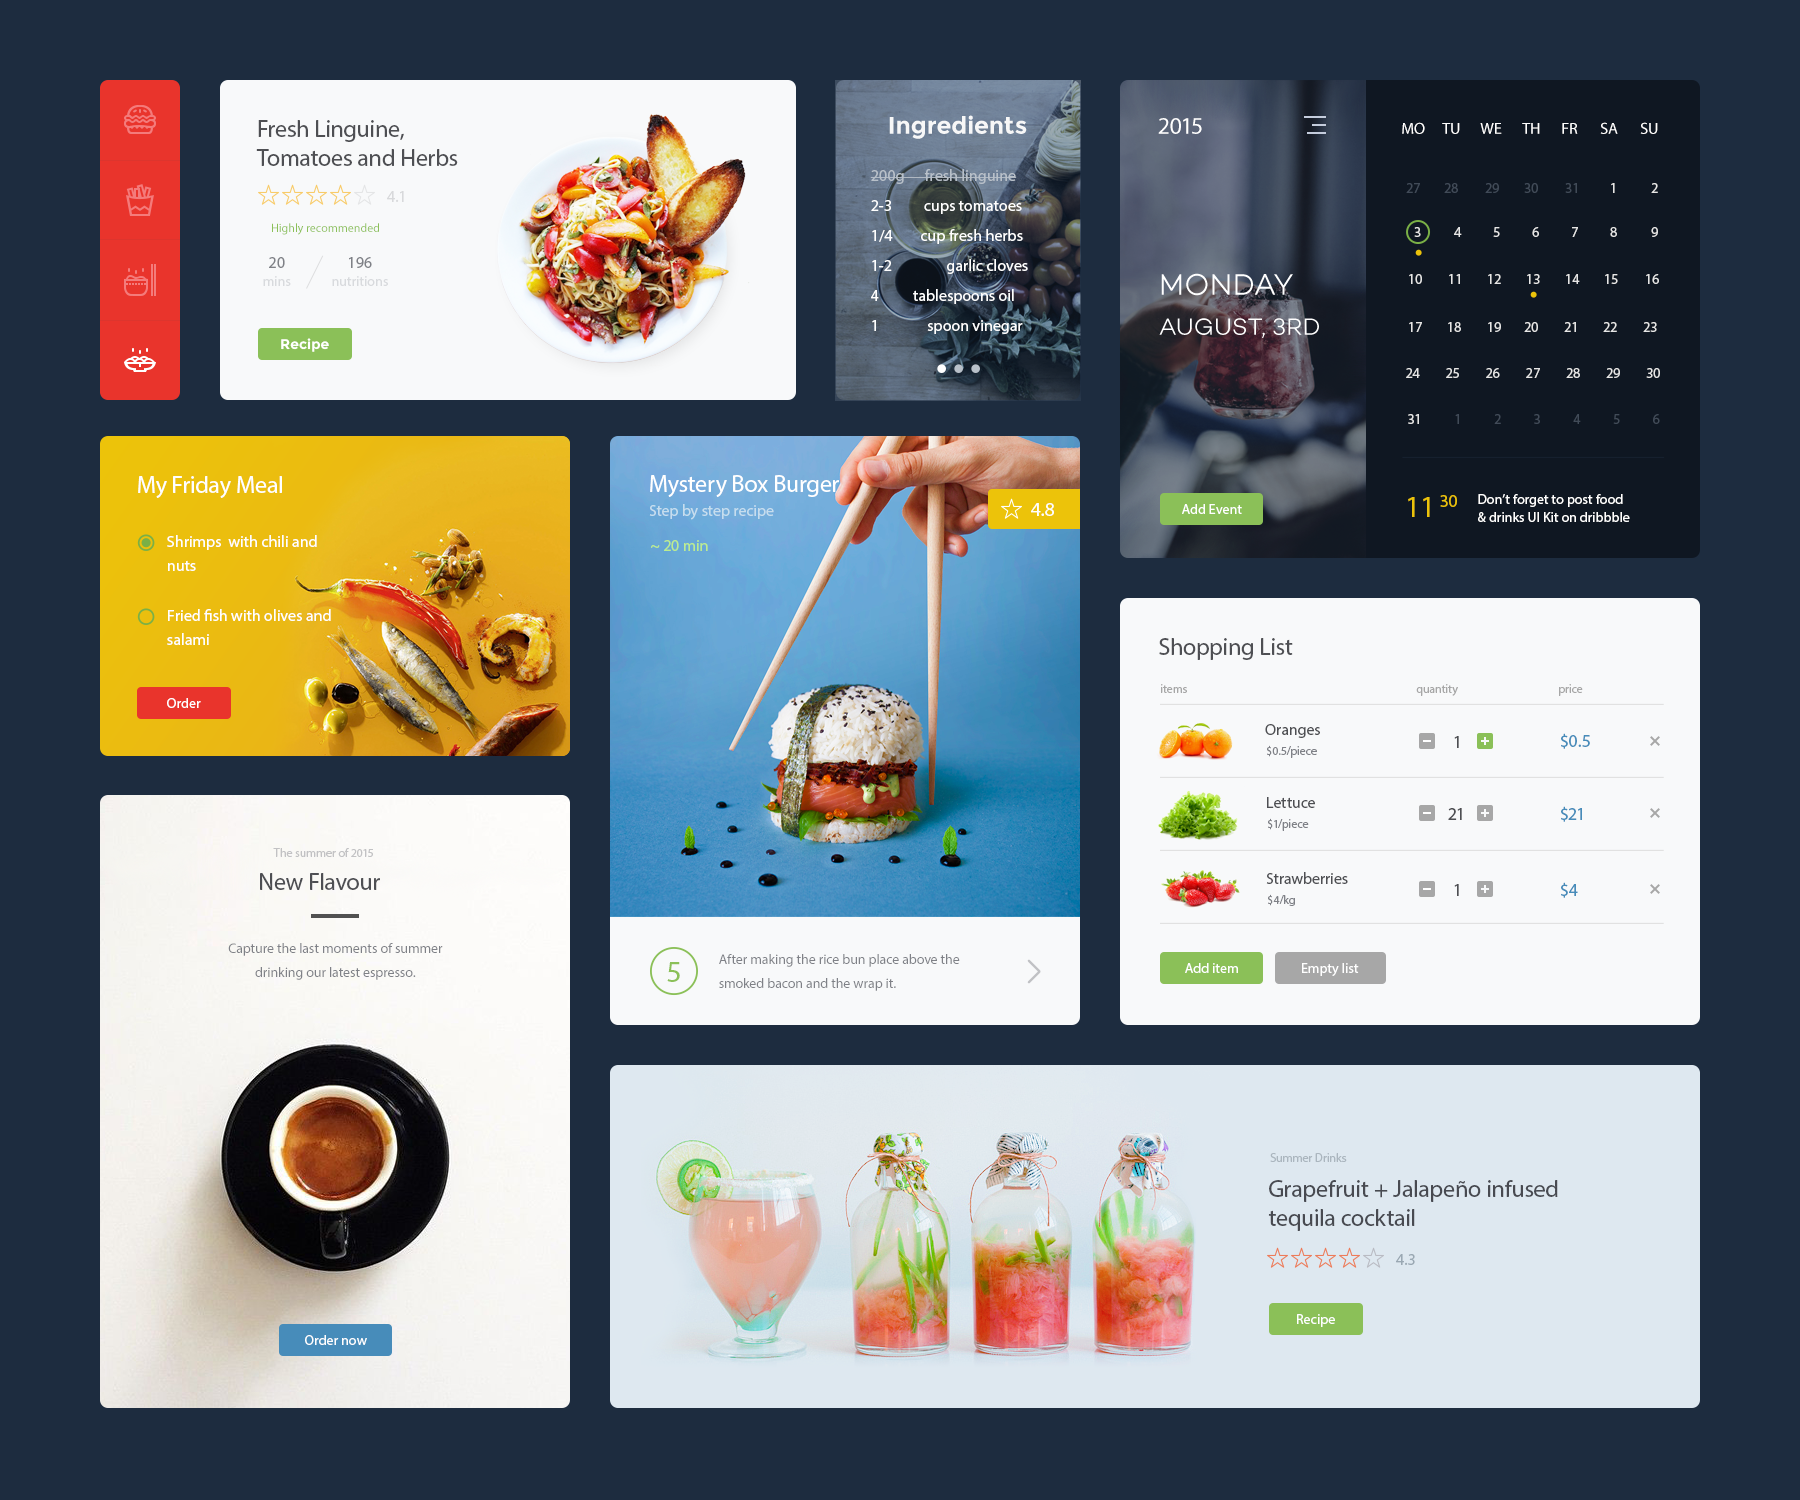 Fresh Linguine,
Tomatoes and Herbs
4.1
Highly recommended
20 196
mins nutritions
Recipe
Ingredients
200g fresh linguine
2-3 cups tomatoes
1/4 cup fresh herbs
1-2 garlic cloves
4 tablespoons oil
1 spoon vinegar
2015
MONDAY
AUGUST, 3RD
Add Event
MO TU WE TH FR SA SU
27 28 29 30 31 1 2
3 4 5 6 7 8 9
10 11 12 13 14 15 16
17 18 19 20 21 22 23
24 25 26 27 28 29 30
31 1 2 3 4 5 6
11 30
Don't forget to post food
& drinks UI Kit on dribbble
My Friday Meal
Shrimps with chili and
nuts
Fried fish with olives and
salami
Order
Mystery Box Burger
Step by step recipe
~ 20 min
4.8
5
After making the rice bun place above the
smoked bacon and the wrap it.
Shopping List
items quantity price
Oranges
$0.5/piece
1 $0.5
Lettuce
$1/piece
21 $21
Strawberries
$4/kg
1 $4
Add item Empty list
The summer of 2015
New Flavour
Capture the last moments of summer
drinking our latest espresso.
Order now
Summer Drinks
Grapefruit + Jalapeño infused
tequila cocktail
4.3
Recipe